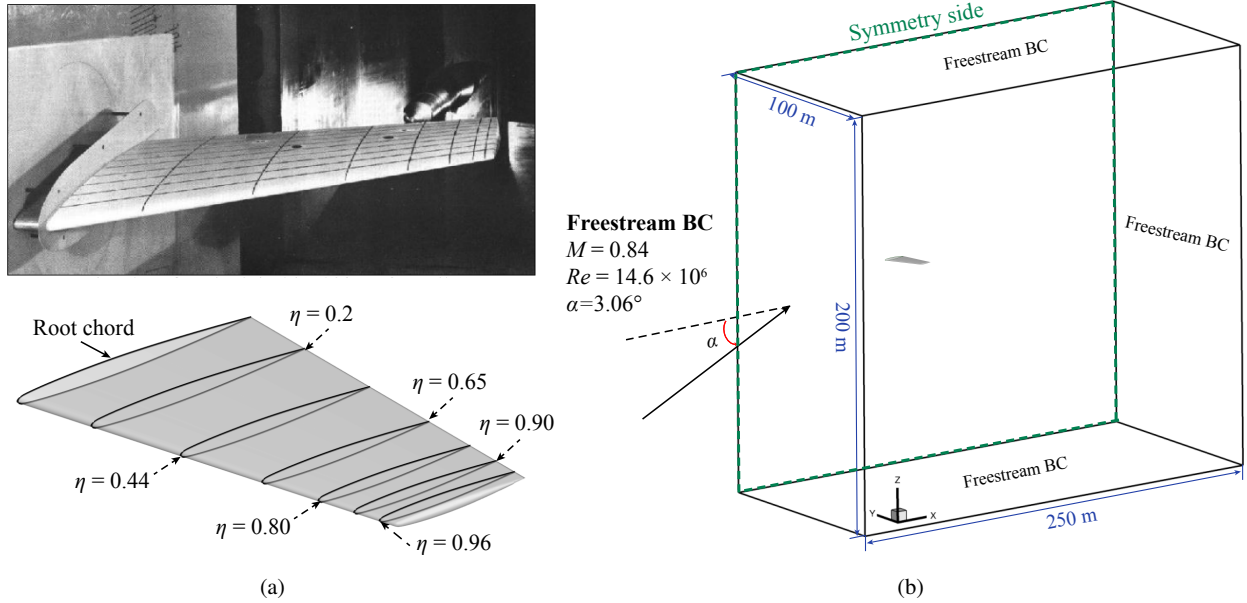 Root chord
η = 0.2
η = 0.65
η = 0.90
η = 0.44
η = 0.80
η = 0.96
(a)
Symmetry side
Freestream BC
100 m
Freestream BC
M = 0.84
Re = 14.6 × 10⁶
α=3.06°
α
200 m
Freestream BC
Freestream BC
Z
Y
X
250 m
(b)